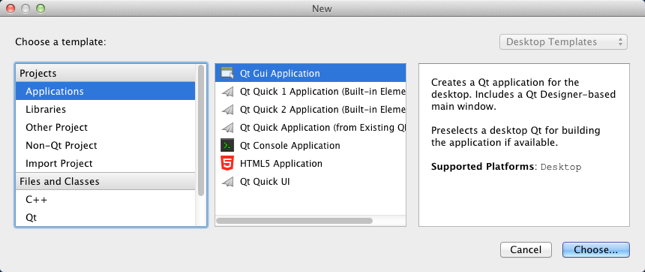 New
Choose a template:
Desktop Templates
Projects
Applications
Libraries
Other Project
Non-Qt Project
Import Project
Files and Classes
C++
Qt
Qt Gui Application
Qt Quick 1 Application (Built-in Eleme
Qt Quick 2 Application (Built-in Eleme
Qt Quick Application (from Existing Q
Qt Console Application
HTML5 Application
Qt Quick UI
Creates a Qt application for the
desktop. Includes a Qt Designer-based
main window.
Preselects a desktop Qt for building
the application if available.
Supported Platforms: Desktop
Cancel
Choose...